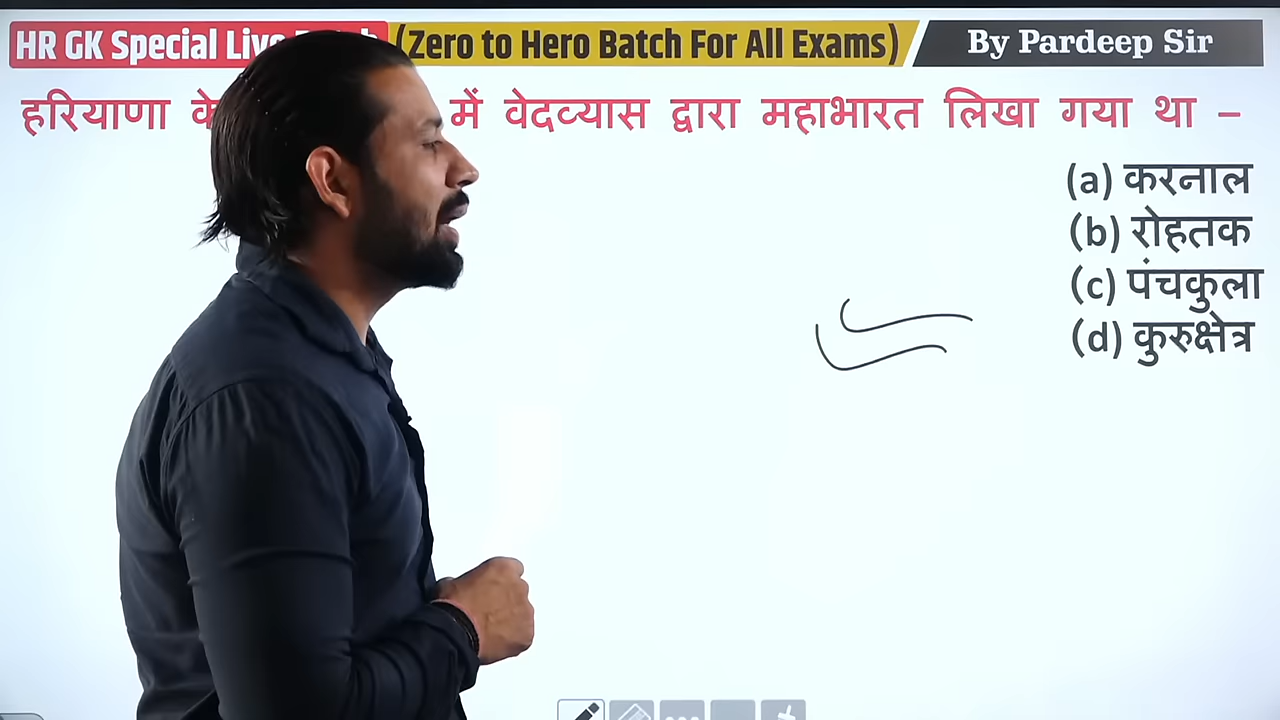 HR GK Special Live (Zero to Hero Batch For All Exams) By Pardeep Sir
हरियाणा के में वेदव्यास द्वारा महाभारत लिखा गया था –
(a) करनाल
(b) रोहतक
(c) पंचकुला
(d) कुरुक्षेत्र